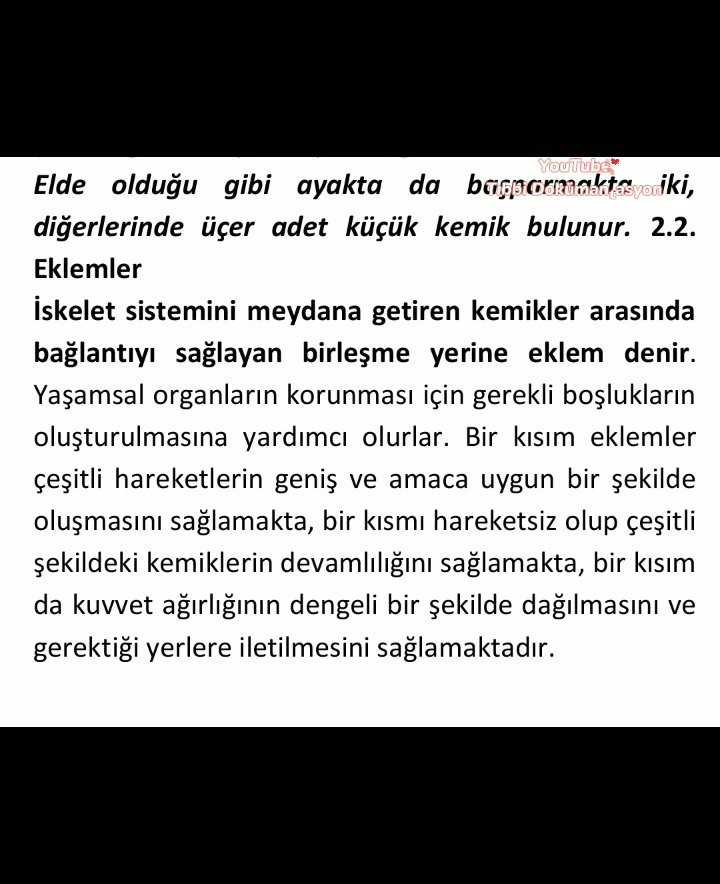 YouTube
Tıbbi Dokümantasyon
Elde olduğu gibi ayakta da başparmakta iki,
diğerlerinde üçer adet küçük kemik bulunur. 2.2.
Eklemler
İskelet sistemini meydana getiren kemikler arasında
bağlantıyı sağlayan birleşme yerine eklem denir.
Yaşamsal organların korunması için gerekli boşlukların
oluşturulmasına yardımcı olurlar. Bir kısım eklemler
çeşitli hareketlerin geniş ve amaca uygun bir şekilde
oluşmasını sağlamakta, bir kısmı hareketsiz olup çeşitli
şekildeki kemiklerin devamlılığını sağlamakta, bir kısım
da kuvvet ağırlığının dengeli bir şekilde dağılmasını ve
gerektiği yerlere iletilmesini sağlamaktadır.